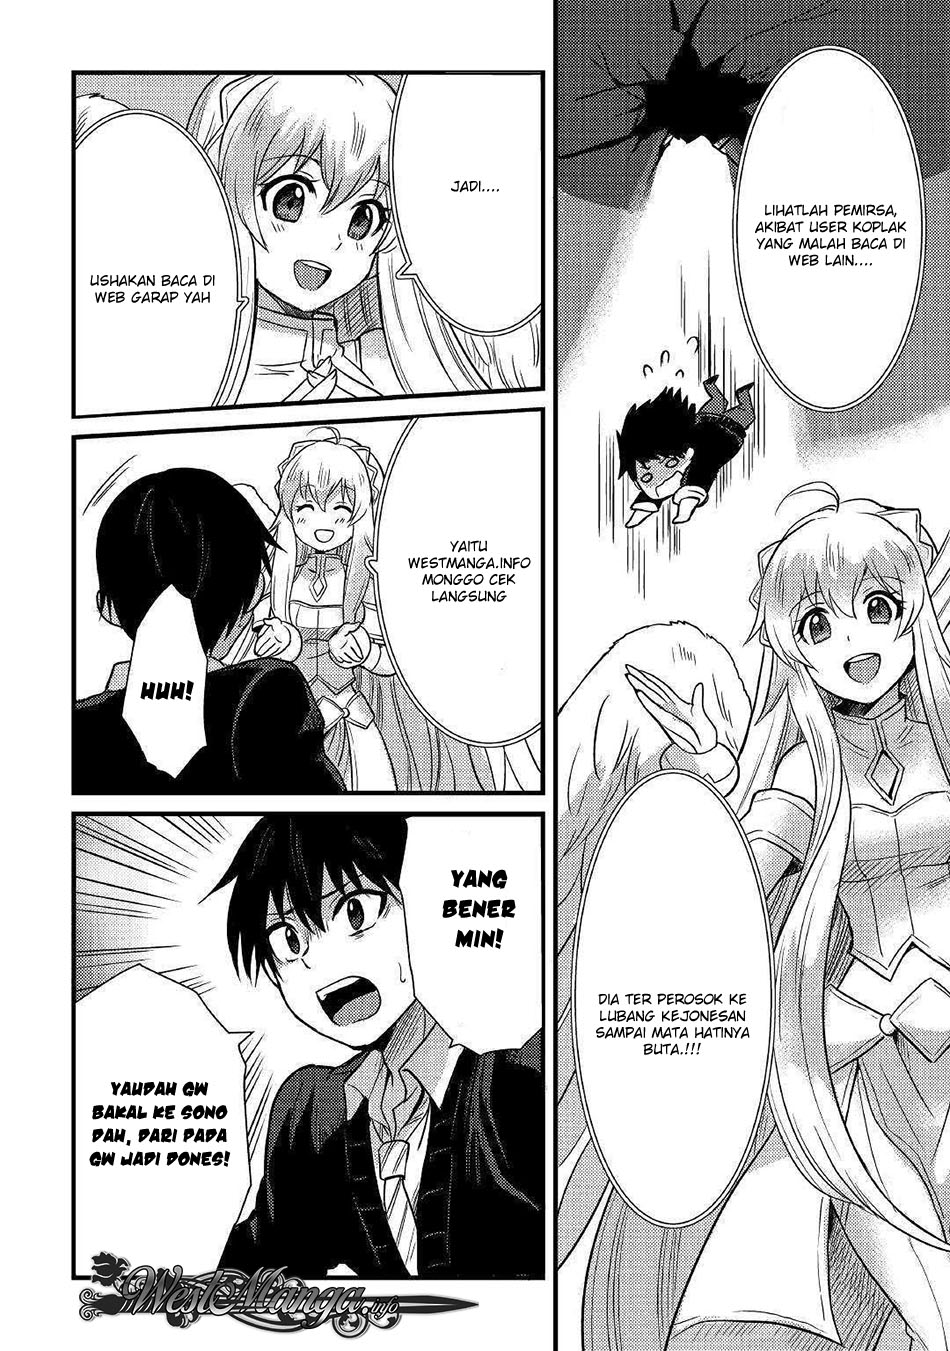 LIHATLAH PEMIRSA,
AKIBAT USER KOPLAK
YANG MALAH BACA DI
WEB LAIN....
DIA TER PEROSOK KE
LUBANG KEJONESAN
SAMPAI MATA HATINYA
BUTA.!!!
JADI....
USHAKAN BACA DI
WEB GARAP YAH
YAITU
WESTMANGA.INFO
MONGGO CEK
LANGSUNG
HUH!
YANG
BENER
MIN!
YAUDAH GW
BAKAL KE SONO
DAH, DARI PADA
GW JADI DONES!
WestManga.info